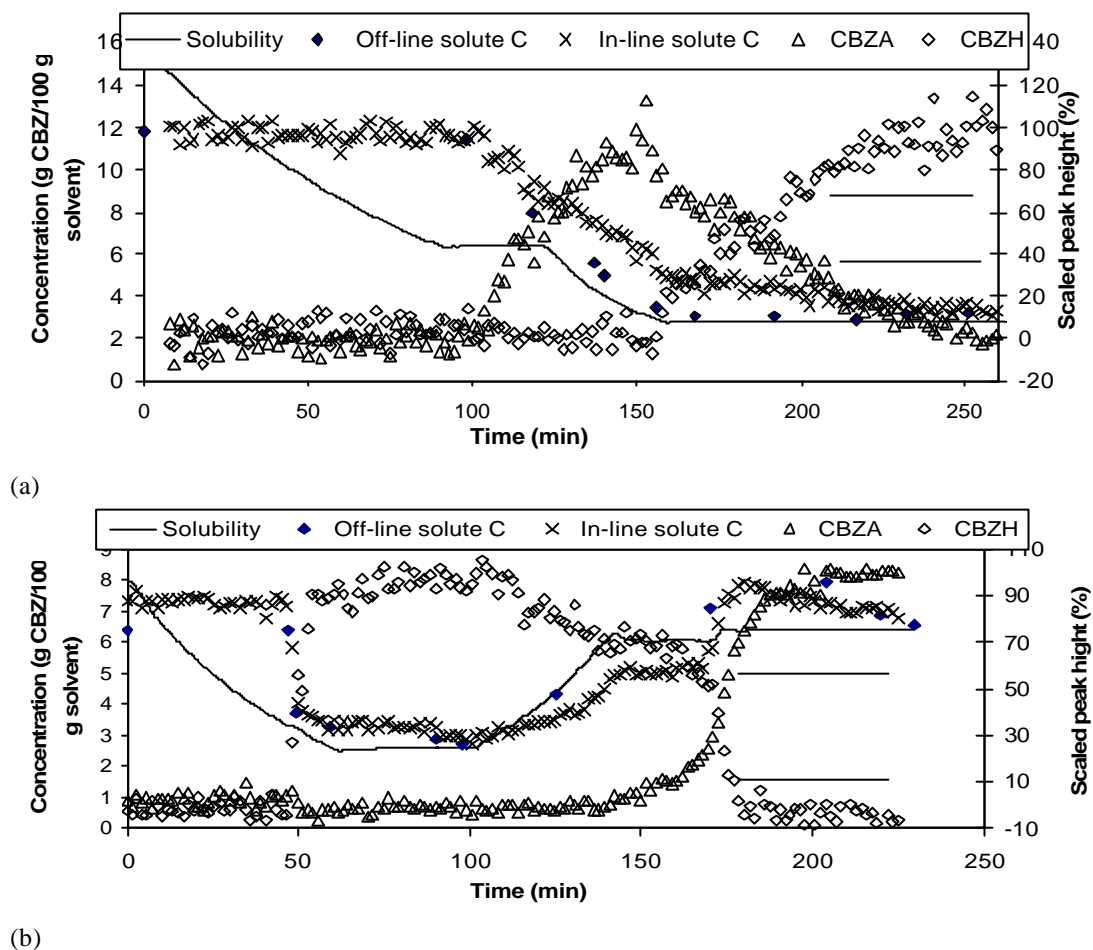 16 Solubility Off-line solute C In-line solute C CBZA CBZH 40
14 120
12 100
10 80
8 60
6 40
4 20
2 0
0 -20
0 50 100 150 200 250
Concentration (g CBZ/100 g
solvent)
Scaled peak height (%)
Time (min)
(a)
Solubility Off-line solute C In-line solute C CBZA CBZH
9 10
8 90
7 70
6
5 50
4
3 30
2 10
1
0 -10
0 50 100 150 200 250
Concentration (g CBZ/100
g solvent)
Scaled peak hight (%)
Time (min)
(b)